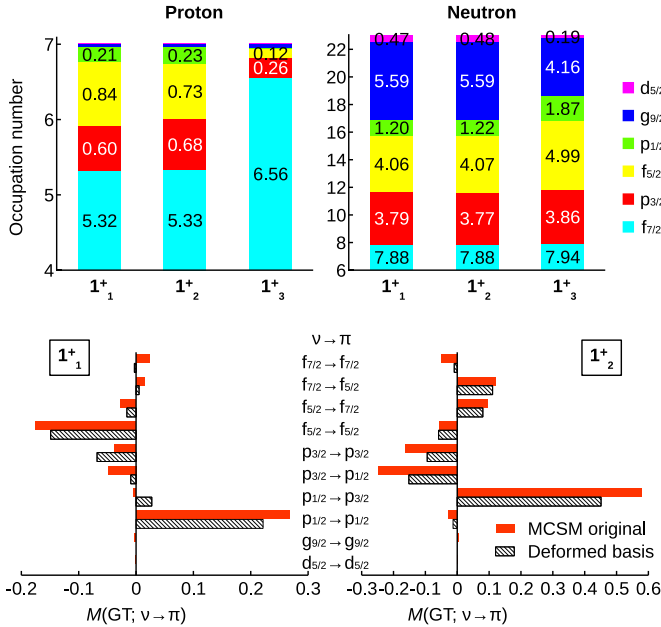 Proton
Neutron
Occupation number
7
6
5
4
0.21
0.84
0.60
5.32
0.23
0.73
0.68
5.33
0.12
0.26
6.56
1⁺₁
1⁺₂
1⁺₃
22
20
18
16
14
12
10
8
6
0.47
5.59
1.20
4.06
3.79
7.88
0.48
5.59
1.22
4.07
3.77
7.88
0.19
4.16
1.87
4.99
3.86
7.94
1⁺₁
1⁺₂
1⁺₃
d5/2
g9/2
p1/2
f5/2
p3/2
f7/2
1⁺₁
ν→π
1⁺₂
f7/2→f7/2
f7/2→f5/2
f5/2→f7/2
f5/2→f5/2
p3/2→p3/2
p3/2→p1/2
p1/2→p3/2
p1/2→p1/2
g9/2→g9/2
d5/2→d5/2
MCSM original
Deformed basis
-0.2 -0.1 0 0.1 0.2 0.3
-0.3 -0.2 -0.1 0 0.1 0.2 0.3 0.4 0.5 0.6
M(GT; ν→π)
M(GT; ν→π)